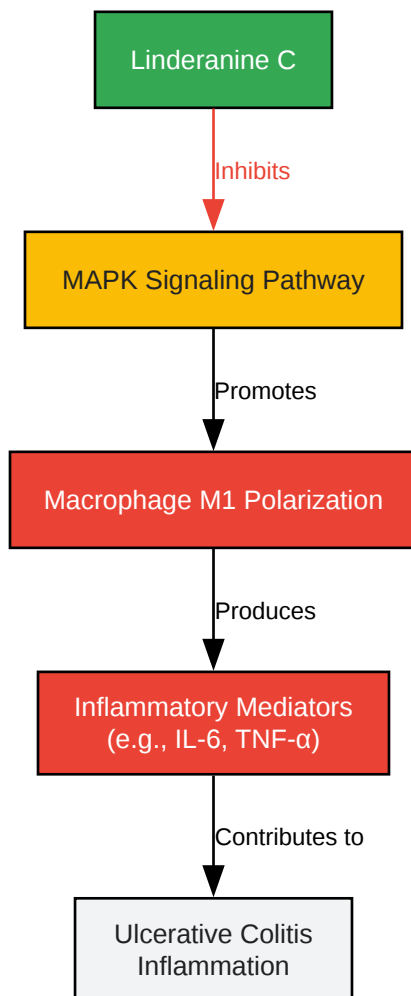 Linderanine C
Inhibits
MAPK Signaling Pathway
Promotes
Macrophage M1 Polarization
Produces
Inflammatory Mediators
(e.g., IL-6, TNF-α)
Contributes to
Ulcerative Colitis
Inflammation